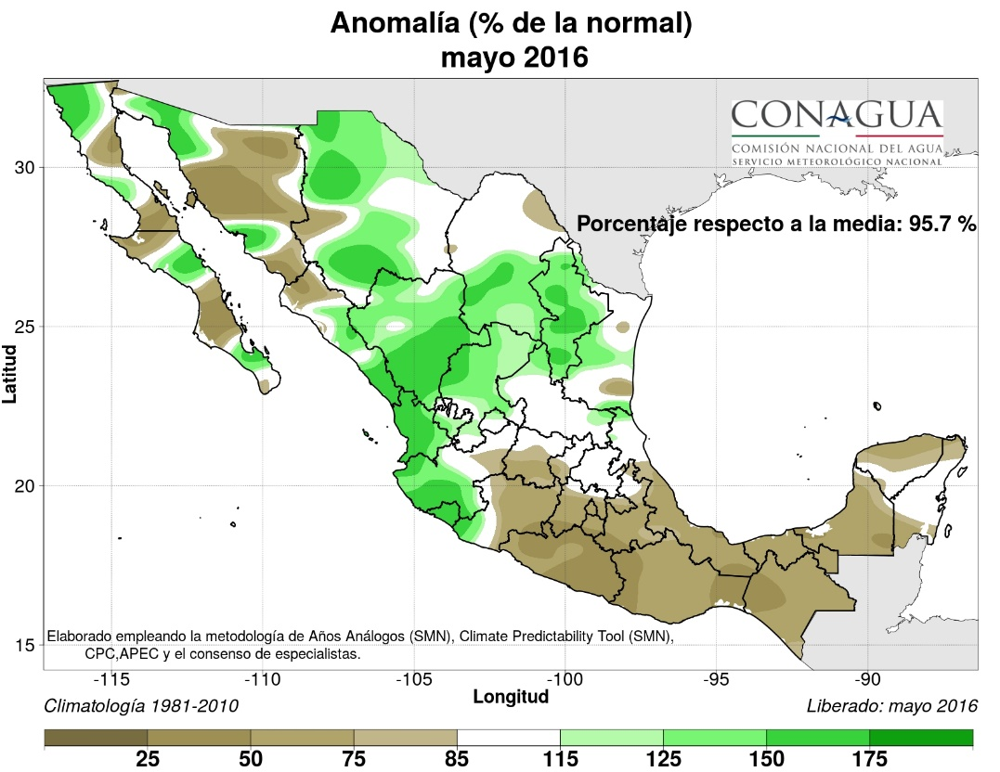 Anomalía (% de la normal)
mayo 2016
CONAGUA
COMISIÓN NACIONAL DEL AGUA
SERVICIO METEOROLÓGICO NACIONAL
Porcentaje respecto a la media: 95.7 %
30
25
20
15
Latitud
Elaborado empleando la metodología de Años Análogos (SMN), Climate Predictability Tool (SMN),
CPC,APEC y el consenso de especialistas.
-115 -110 -105 -100 -95 -90
Longitud
Climatología 1981-2010 Liberado: mayo 2016
25 50 75 85 115 125 150 175